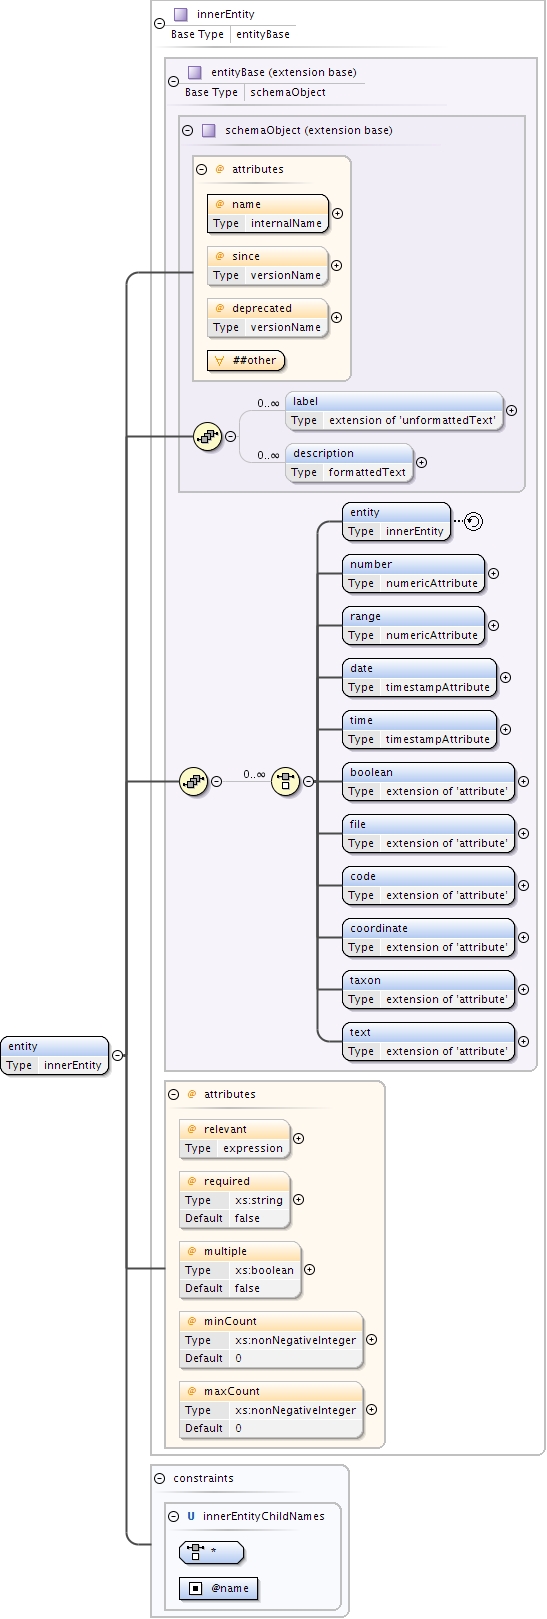 innerEntity
Base Type entityBase
entityBase (extension base)
Base Type schemaObject
schemaObject (extension base)
@ attributes
@ name
Type internalName
@ since
Type versionName
@ deprecated
Type versionName
∀ ##other
0..∞ label
Type extension of 'unformattedText'
0..∞ description
Type formattedText
entity
Type innerEntity
number
Type numericAttribute
range
Type numericAttribute
date
Type timestampAttribute
time
Type timestampAttribute
0..∞
boolean
Type extension of 'attribute'
file
Type extension of 'attribute'
code
Type extension of 'attribute'
coordinate
Type extension of 'attribute'
taxon
Type extension of 'attribute'
text
Type extension of 'attribute'
entity
Type innerEntity
@ attributes
@ relevant
Type expression
@ required
Type xs:string
Default false
@ multiple
Type xs:boolean
Default false
@ minCount
Type xs:nonNegativeInteger
Default 0
@ maxCount
Type xs:nonNegativeInteger
Default 0
constraints
U innerEntityChildNames
*
@name